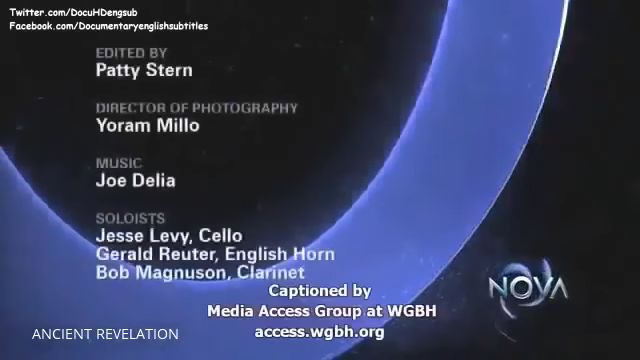 Twitter.com/DocuHDengsub
Facebook.com/Documentaryenglishsubtitles
EDITED BY
Patty Stern
DIRECTOR OF PHOTOGRAPHY
Yoram Millo
MUSIC
Joe Delia
SOLOISTS
Jesse Levy, Cello
Gerald Reuter, English Horn
Bob Magnuson, Clarinet
Captioned by
Media Access Group at WGBH
access.wgbh.org
NOVA
ANCIENT REVELATION